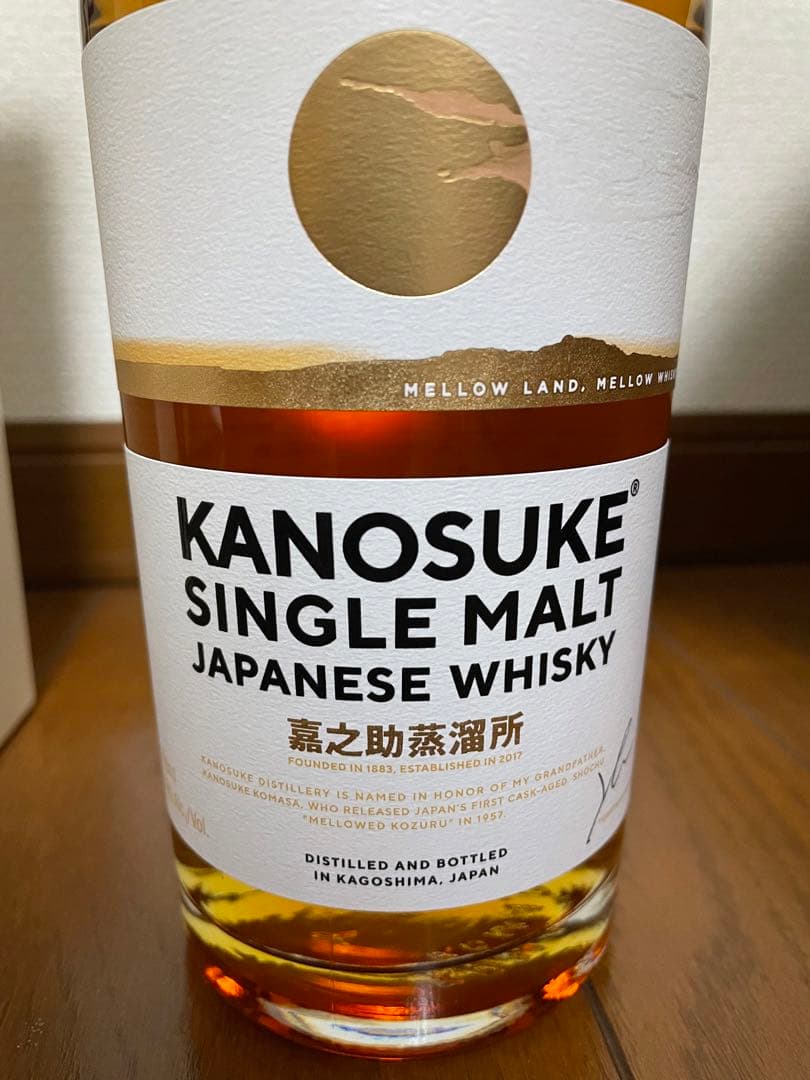 MELLOW LAND, MELLOW
KANOSUKE®
SINGLE MALT
JAPANESE WHISKY
嘉之助蒸溜所
FOUNDED IN 1883, ESTABLISHED IN 2017
KANOSUKE DISTILLERY IS NAMED IN HONOR OF MY GRANDFATHER,
KANOSUKE KOMASA, WHO RELEASED JAPAN'S FIRST CASK-AGED SHOCHU
"MELLOWED KOZURU" IN 1957.
/Vol.
DISTILLED AND BOTTLED
IN KAGOSHIMA, JAPAN